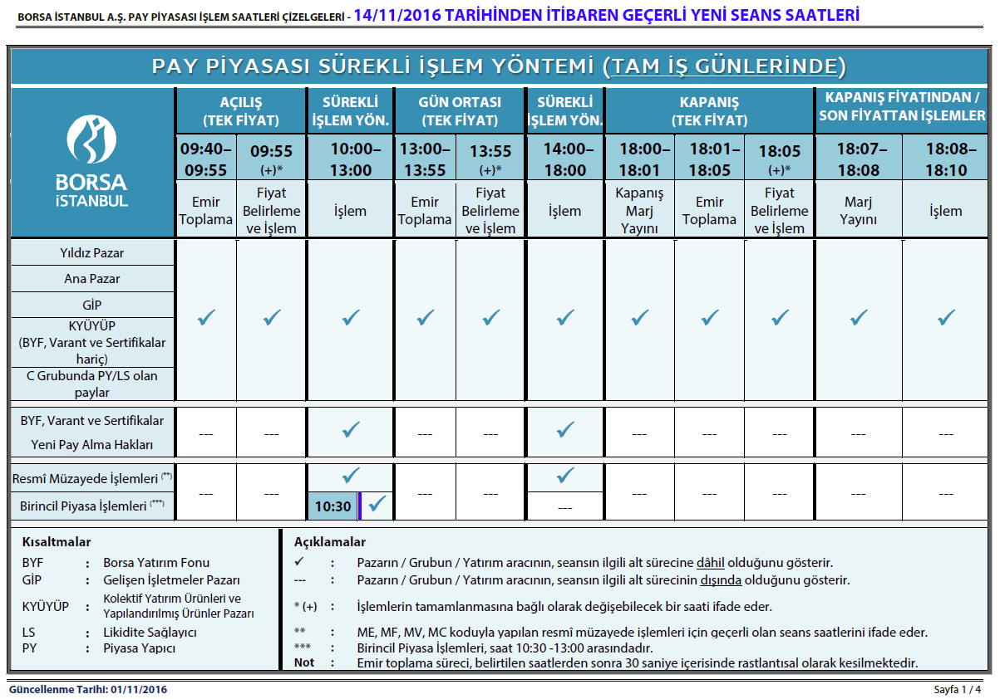 BORSA İSTANBUL A.Ş. PAY PİYASASI İŞLEM SAATLERİ ÇİZELGELERİ - 14/11/2016 TARİHİNDEN İTİBAREN GEÇERLİ YENİ SEANS SAATLERİ
PAY PİYASASI SÜREKLİ İŞLEM YÖNTEMİ (TAM İŞ GÜNLERİNDE)
BORSA
İSTANBUL
AÇILIŞ
(TEK FİYAT)
SÜREKLİ
İŞLEM YÖN.
GÜN ORTASI
(TEK FİYAT)
SÜREKLİ
İŞLEM YÖN.
KAPANIŞ
(TEK FİYAT)
KAPANIŞ FİYATINDAN /
SON FİYATTAN İŞLEMLER
09:40–
09:55
09:55
(+)*
10:00–
13:00
13:00–
13:55
13:55
(+)*
14:00–
18:00
18:00–
18:01
18:01–
18:05
18:05
(+)*
18:07–
18:08
18:08–
18:10
Emir
Toplama
Fiyat
Belirleme
ve İşlem
İşlem
Emir
Toplama
Fiyat
Belirleme
ve İşlem
İşlem
Kapanış
Marj
Yayını
Emir
Toplama
Fiyat
Belirleme
ve İşlem
Marj
Yayını
İşlem
Yıldız Pazar
Ana Pazar
GİP
KYÜYÜP
(BYF, Varant ve Sertifikalar
hariç)
C Grubunda PY/LS olan
paylar
✓ ✓ ✓ ✓ ✓ ✓ ✓ ✓ ✓ ✓ ✓
BYF, Varant ve Sertifikalar
Yeni Pay Alma Hakları
--- --- ✓ --- --- ✓ --- --- --- --- ---
Resmî Müzayede İşlemleri (**)
Birincil Piyasa İşlemleri (***)
--- --- ✓ --- --- ✓ --- --- --- --- ---
10:30 ✓ ---
Kısaltmalar
BYF : Borsa Yatırım Fonu
GİP : Gelişen İşletmeler Pazarı
KYÜYÜP : Kolektif Yatırım Ürünleri ve
Yapılandırılmış Ürünler Pazarı
LS : Likidite Sağlayıcı
PY : Piyasa Yapıcı
Açıklamalar
✓ : Pazarın / Grubun / Yatırım aracının, seansın ilgili alt sürecine dâhil olduğunu gösterir.
--- : Pazarın / Grubun / Yatırım aracının, seansın ilgili alt sürecinin dışında olduğunu gösterir.
* (+) : İşlemlerin tamamlanmasına bağlı olarak değişebilecek bir saati ifade eder.
** : ME, MF, MV, MC koduyla yapılan resmî müzayede işlemleri için geçerli olan seans saatlerini ifade eder.
*** : Birincil Piyasa İşlemleri, saat 10:30 -13:00 arasındadır.
Not : Emir toplama süreci, belirtilen saatlerden sonra 30 saniye içerisinde rastlantısal olarak kesilmektedir.
Güncellenme Tarihi: 01/11/2016
Sayfa 1 / 4